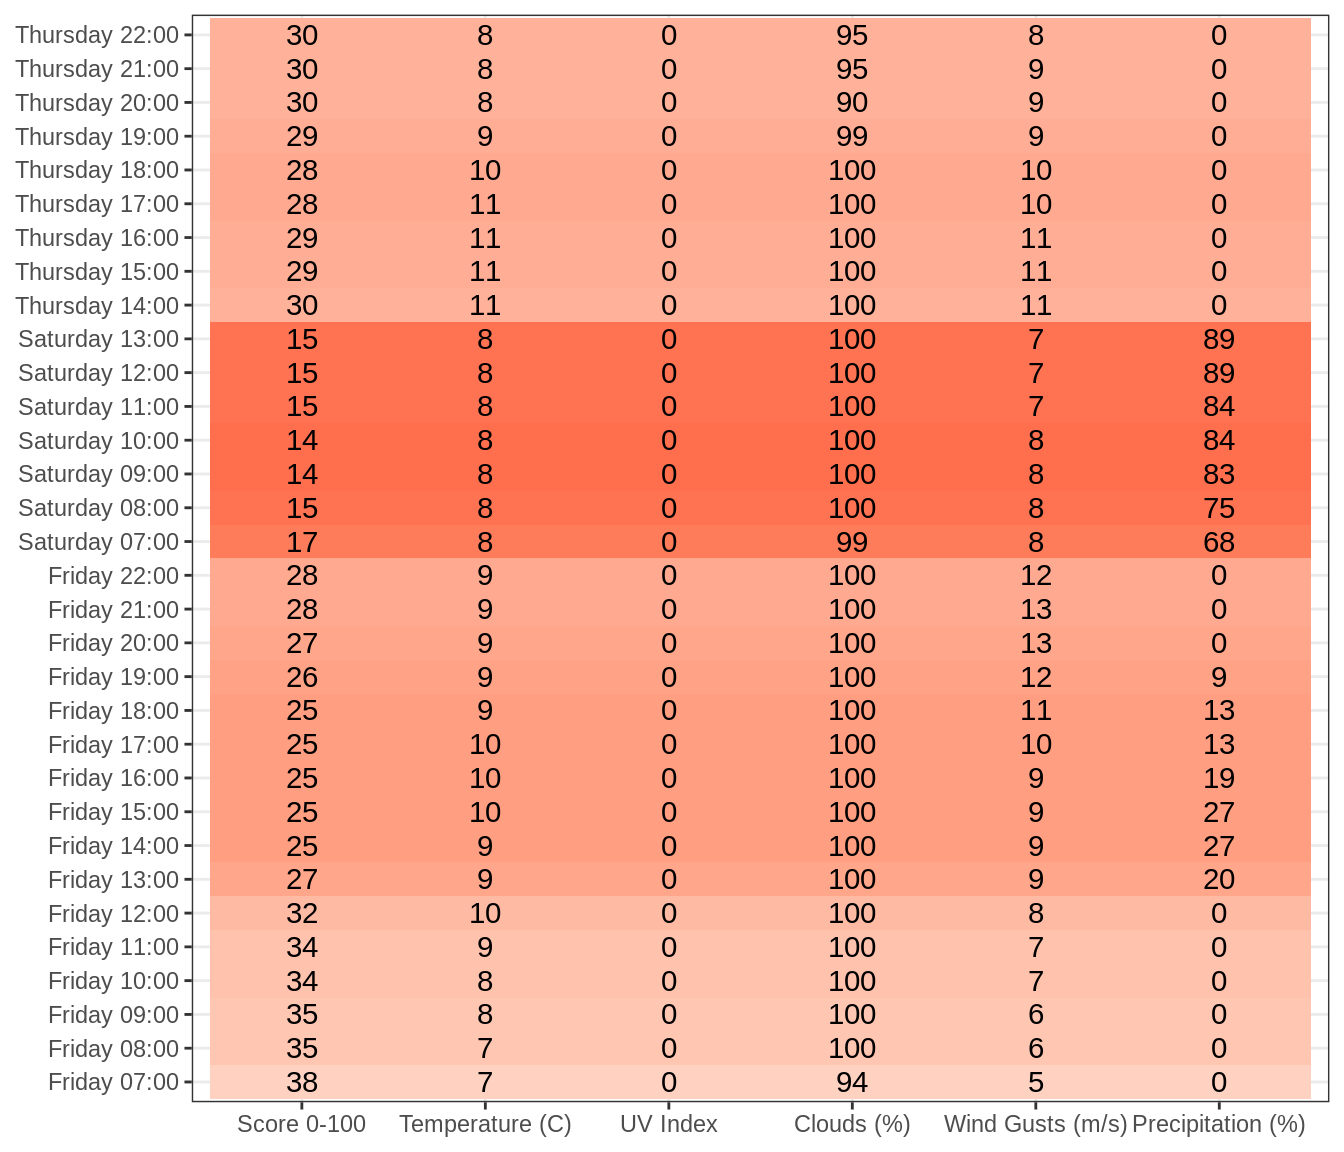 Thursday 22:00 30 8 0 95 8 0
Thursday 21:00 30 8 0 95 9 0
Thursday 20:00 30 8 0 90 9 0
Thursday 19:00 29 9 0 99 9 0
Thursday 18:00 28 10 0 100 10 0
Thursday 17:00 28 11 0 100 10 0
Thursday 16:00 29 11 0 100 11 0
Thursday 15:00 29 11 0 100 11 0
Thursday 14:00 30 11 0 100 11 0
Saturday 13:00 15 8 0 100 7 89
Saturday 12:00 15 8 0 100 7 89
Saturday 11:00 15 8 0 100 7 84
Saturday 10:00 14 8 0 100 8 84
Saturday 09:00 14 8 0 100 8 83
Saturday 08:00 15 8 0 100 8 75
Saturday 07:00 17 8 0 99 8 68
Friday 22:00 28 9 0 100 12 0
Friday 21:00 28 9 0 100 13 0
Friday 20:00 27 9 0 100 13 0
Friday 19:00 26 9 0 100 12 9
Friday 18:00 25 9 0 100 11 13
Friday 17:00 25 10 0 100 10 13
Friday 16:00 25 10 0 100 9 19
Friday 15:00 25 10 0 100 9 27
Friday 14:00 25 9 0 100 9 27
Friday 13:00 27 9 0 100 9 20
Friday 12:00 32 10 0 100 8 0
Friday 11:00 34 9 0 100 7 0
Friday 10:00 34 8 0 100 7 0
Friday 09:00 35 8 0 100 6 0
Friday 08:00 35 7 0 100 6 0
Friday 07:00 38 7 0 94 5 0
Score 0-100 Temperature (C) UV Index Clouds (%) Wind Gusts (m/s) Precipitation (%)